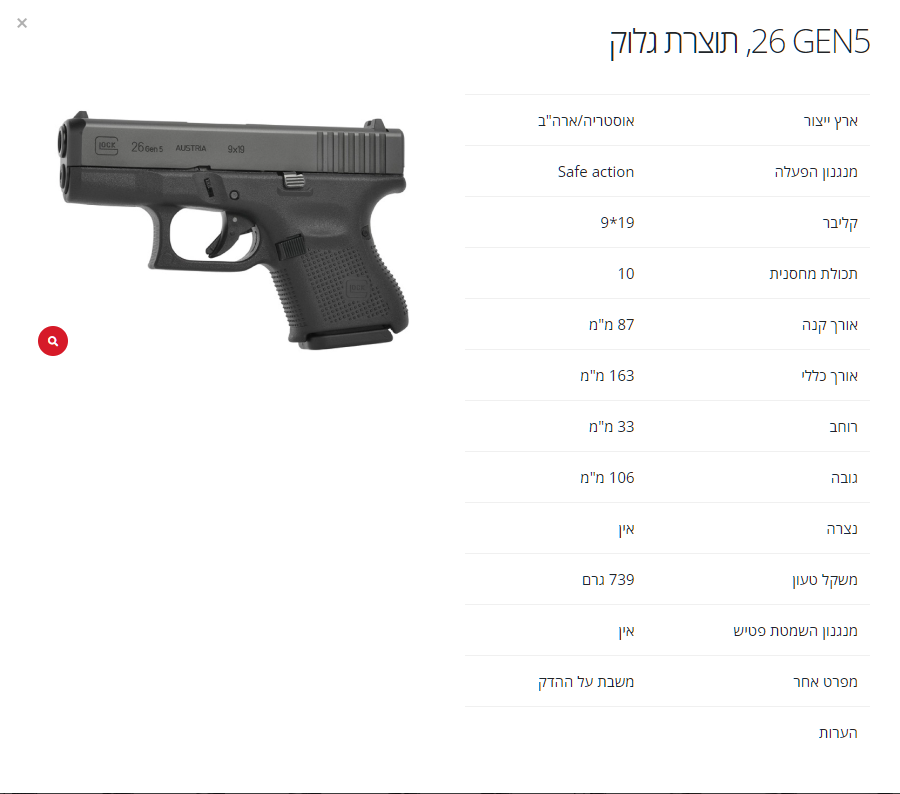 ×
26 GEN5, תוצרת גלוק
GLOCK 26 Gen5 AUSTRIA 9x19
GLOCK
ארץ ייצור אוסטריה/ארה"ב
מנגנון הפעלה Safe action
קליבר 9*19
תכולת מחסנית 10
אורך קנה 87 מ"מ
אורך כללי 163 מ"מ
רוחב 33 מ"מ
גובה 106 מ"מ
נצרה אין
משקל טעון 739 גרם
מנגנון השמטת פטיש אין
מפרט אחר משבת על ההדק
הערות